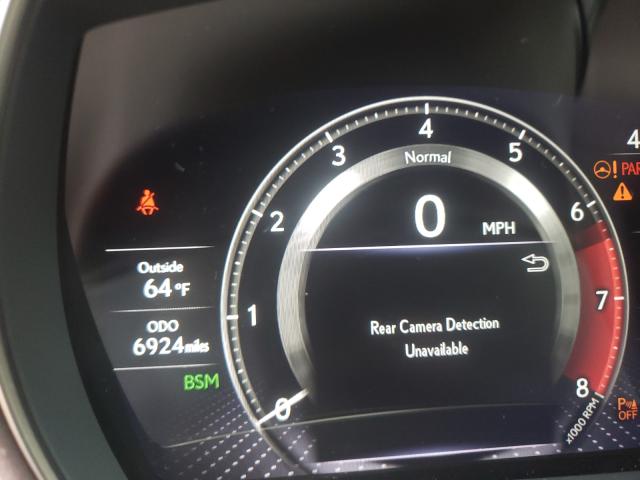 4
4
3
5
Normal
! PAR
2
6
0
MPH
Outside
64°F
1
7
ODO
6924 miles
Rear Camera Detection
Unavailable
BSM
0
8
P
OFF
x1000 RPM